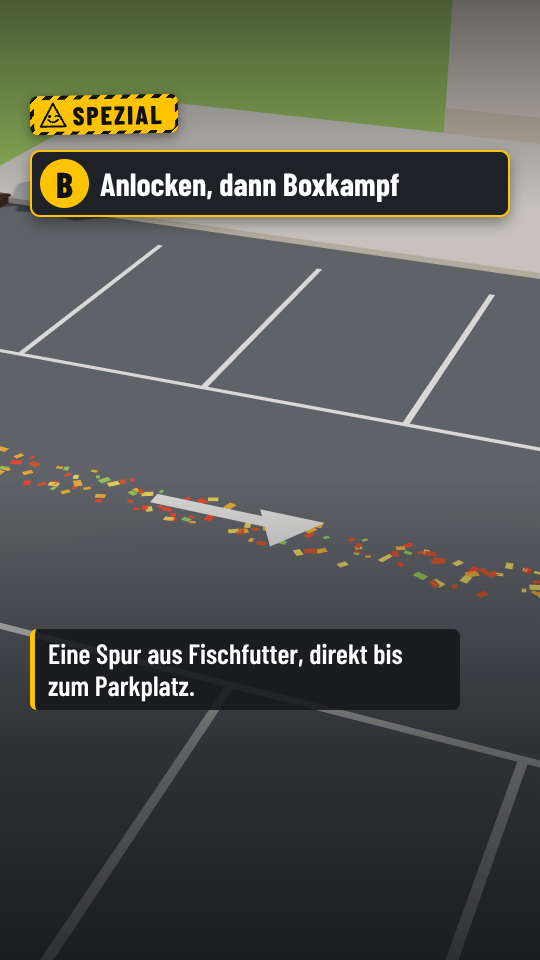 SPEZIAL
B Anlocken, dann Boxkampf
Eine Spur aus Fischfutter, direkt bis
zum Parkplatz.